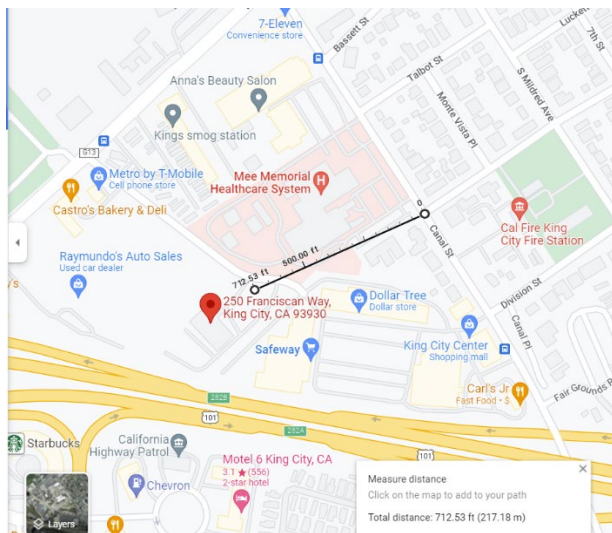 7-Eleven
Convenience store
Bassett St
Luckett
7th St
Talbot St
S Mildred Ave
Anna's Beauty Salon
Monte Vista Pl
Kings smog station
G13
Metro by T-Mobile
Cell phone store
Mee Memorial
Healthcare System
H
Castro's Bakery & Deli
0
Canal St
Cal Fire King
City Fire Station
500.00 ft
712.53 ft
Raymundo's Auto Sales
Used car dealer
250 Franciscan Way,
King City, CA 93930
Dollar Tree
Dollar store
Division St
Canal Pl
Safeway
King City Center
Shopping mall
Carl's Jr
Fast Food • $
Fair Grounds
282B
101
282A
101
Starbucks
California
Highway Patrol
Motel 6 King City, CA
3.1 ★ (556)
2-star hotel
Chevron
Layers
Measure distance
Click on the map to add to your path
Total distance: 712.53 ft (217.18 m)